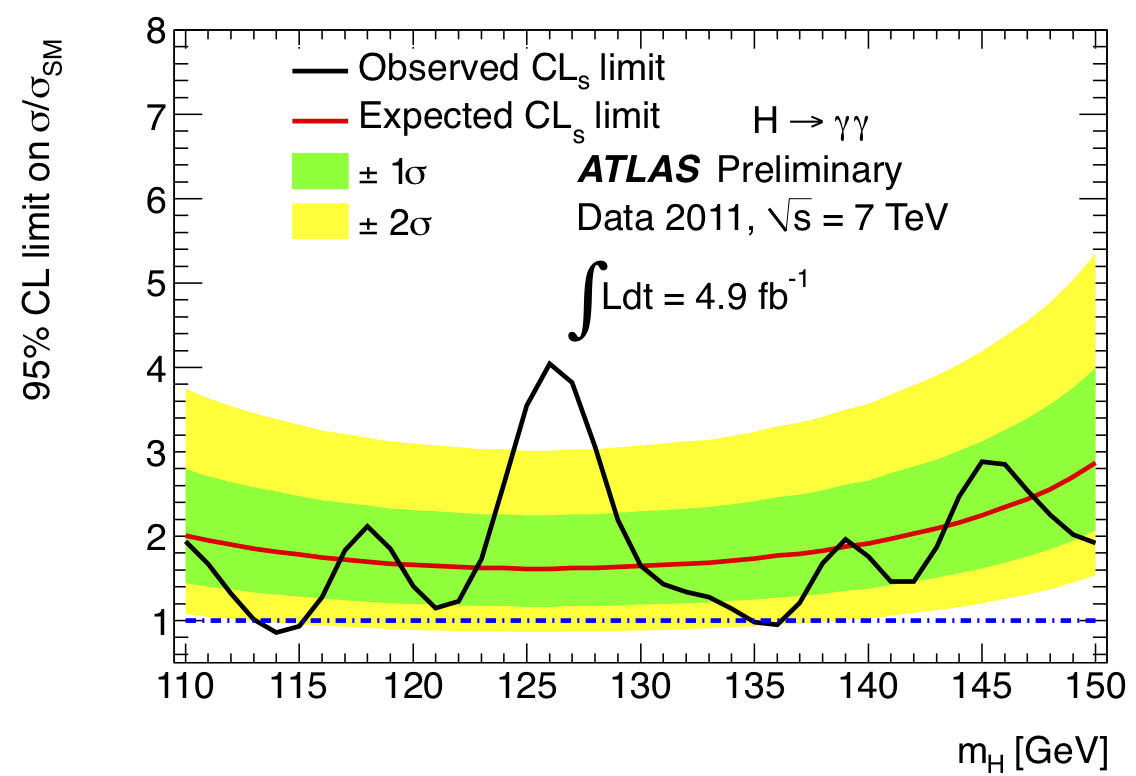 95% CL limit on σ/σSM
8
7
6
5
4
3
2
1
Observed CLs limit
Expected CLs limit
± 1σ
± 2σ
H → γγ
ATLAS Preliminary
Data 2011, √s = 7 TeV
∫Ldt = 4.9 fb-1
110 115 120 125 130 135 140 145 150
mH [GeV]